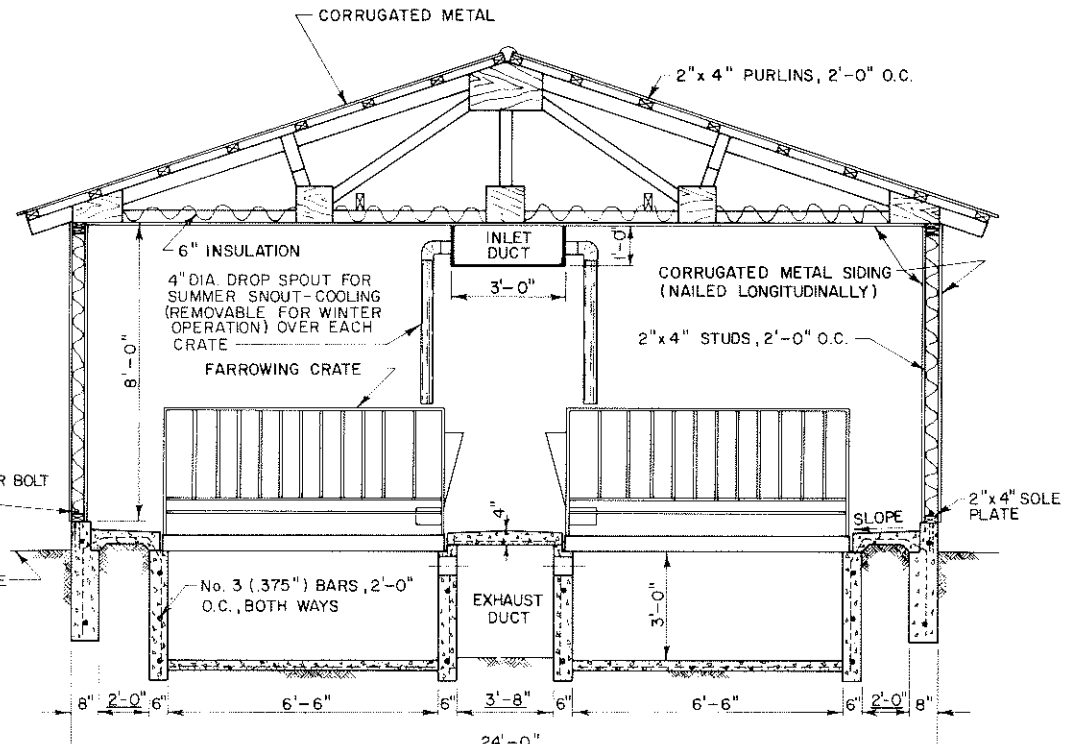 CORRUGATED METAL
2"x 4" PURLINS, 2'-0" O.C.
6" INSULATION
INLET
DUCT
1'-0"
3'-0"
4" DIA. DROP SPOUT FOR
SUMMER SNOUT-COOLING
(REMOVABLE FOR WINTER
OPERATION) OVER EACH
CRATE
CORRUGATED METAL SIDING
(NAILED LONGITUDINALLY)
2"x 4" STUDS, 2'-0" O.C.
8'-0"
FARROWING CRATE
R BOLT
4"
SLOPE
2"x 4" SOLE
PLATE
E
No. 3 (.375") BARS, 2'-0"
O.C., BOTH WAYS
EXHAUST
DUCT
3'-0"
8" 2'-0" 6" 6'-6" 6" 3'-8" 6" 6'-6" 6" 2'-0" 8"
24'-0"